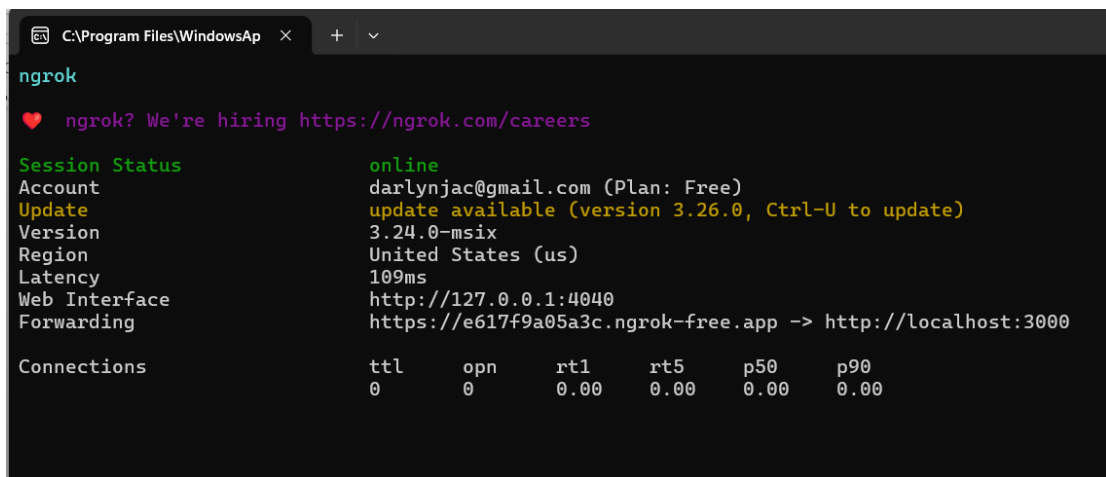 C:\Program Files\WindowsAp
ngrok
❤️ ngrok? We're hiring https://ngrok.com/careers
Session Status online
Account darlynjac@gmail.com (Plan: Free)
Update update available (version 3.26.0, Ctrl-U to update)
Version 3.24.0-msix
Region United States (us)
Latency 109ms
Web Interface http://127.0.0.1:4040
Forwarding https://e617f9a05a3c.ngrok-free.app -> http://localhost:3000
Connections ttl opn rt1 rt5 p50 p90
0 0 0.00 0.00 0.00 0.00